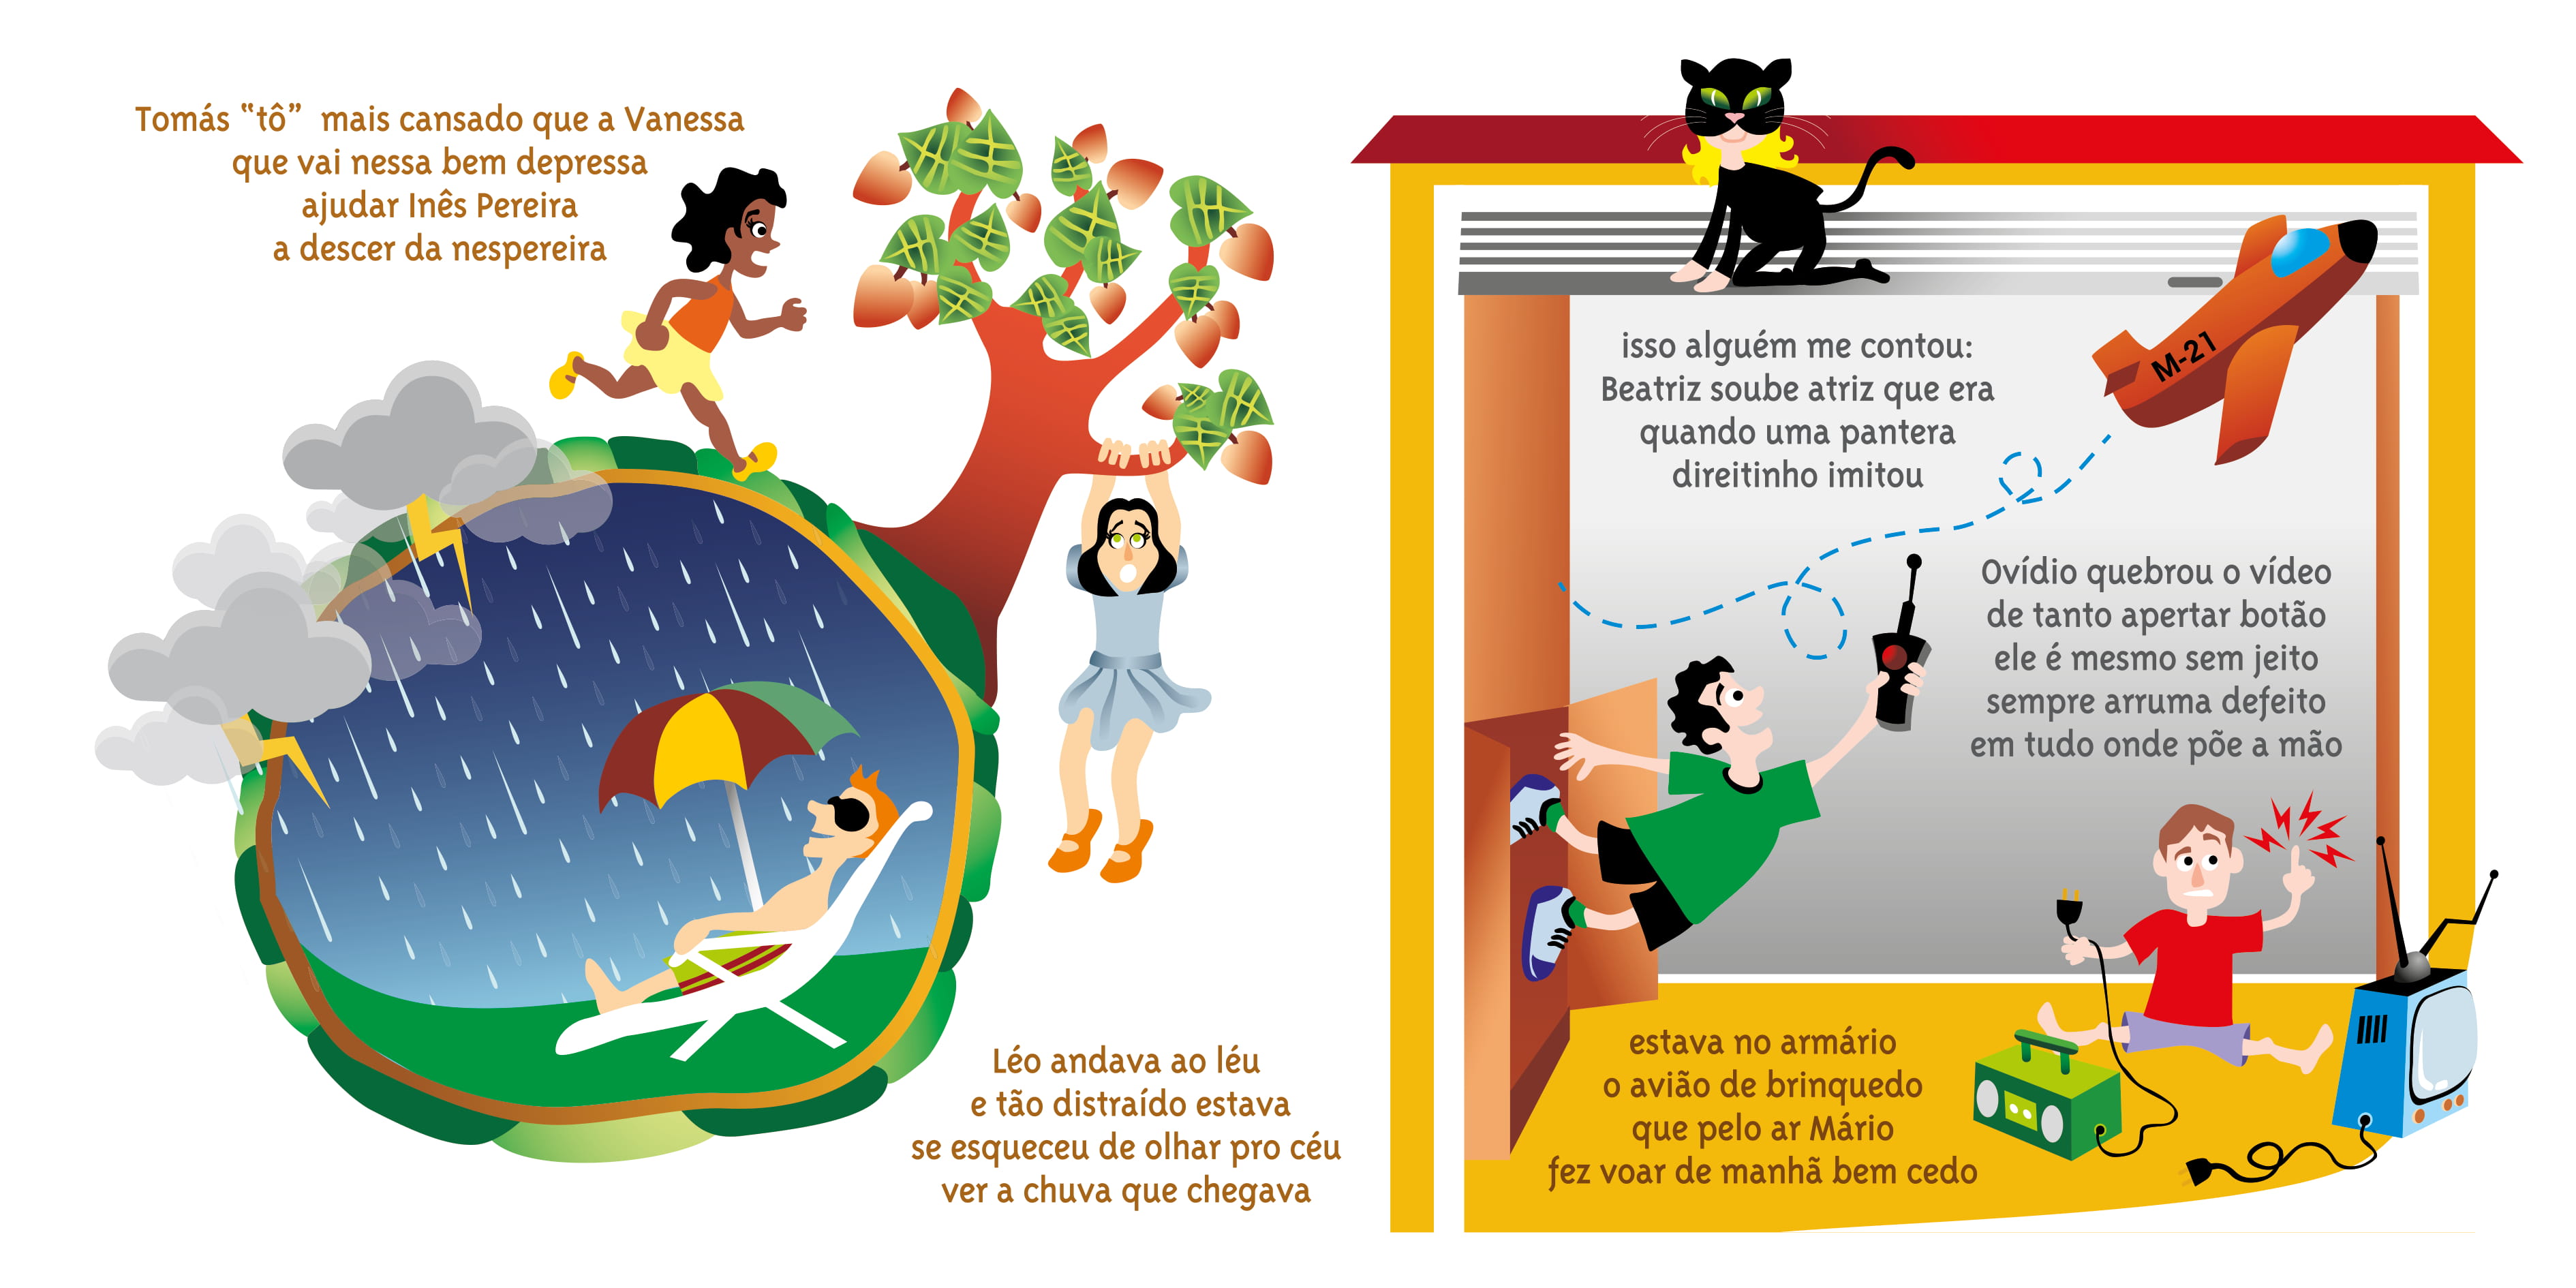 Tomás “tô” mais cansado que a Vanessa
que vai nessa bem depressa
ajudar Inês Pereira
a descer da nespereira
Léo andava ao léu
e tão distraído estava
se esqueceu de olhar pro céu
ver a chuva que chegava
isso alguém me contou:
Beatriz soube atriz que era
quando uma pantera
direitinho imitou
M-21
Ovídio quebrou o vídeo
de tanto apertar botão
ele é mesmo sem jeito
sempre arruma defeito
em tudo onde põe a mão
estava no armário
o avião de brinquedo
que pelo ar Mário
fez voar de manhã bem cedo